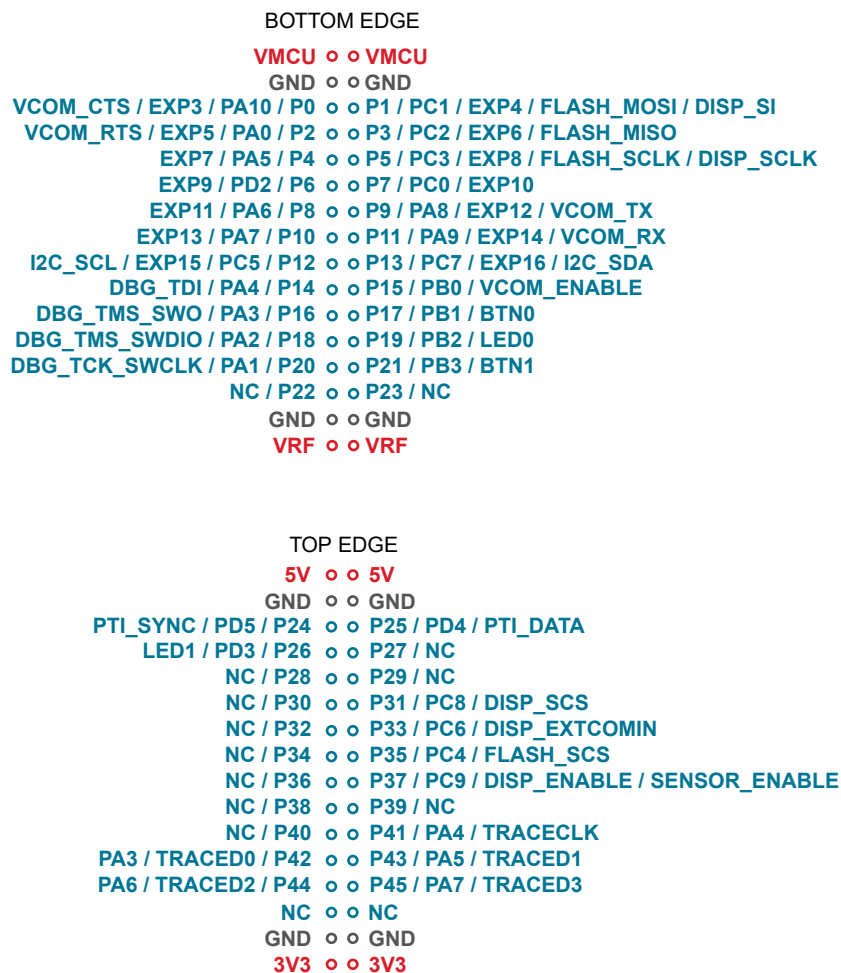 BOTTOM EDGE
VMCU VMCU
GND GND
VCOM_CTS / EXP3 / PA10 / P0 P1 / PC1 / EXP4 / FLASH_MOSI / DISP_SI
VCOM_RTS / EXP5 / PA0 / P2 P3 / PC2 / EXP6 / FLASH_MISO
EXP7 / PA5 / P4 P5 / PC3 / EXP8 / FLASH_SCLK / DISP_SCLK
EXP9 / PD2 / P6 P7 / PC0 / EXP10
EXP11 / PA6 / P8 P9 / PA8 / EXP12 / VCOM_TX
EXP13 / PA7 / P10 P11 / PA9 / EXP14 / VCOM_RX
I2C_SCL / EXP15 / PC5 / P12 P13 / PC7 / EXP16 / I2C_SDA
DBG_TDI / PA4 / P14 P15 / PB0 / VCOM_ENABLE
DBG_TMS_SWO / PA3 / P16 P17 / PB1 / BTN0
DBG_TMS_SWDIO / PA2 / P18 P19 / PB2 / LED0
DBG_TCK_SWCLK / PA1 / P20 P21 / PB3 / BTN1
NC / P22 P23 / NC
GND GND
VRF VRF
TOP EDGE
5V 5V
GND GND
PTI_SYNC / PD5 / P24 P25 / PD4 / PTI_DATA
LED1 / PD3 / P26 P27 / NC
NC / P28 P29 / NC
NC / P30 P31 / PC8 / DISP_SCS
NC / P32 P33 / PC6 / DISP_EXTCOMIN
NC / P34 P35 / PC4 / FLASH_SCS
NC / P36 P37 / PC9 / DISP_ENABLE / SENSOR_ENABLE
NC / P38 P39 / NC
NC / P40 P41 / PA4 / TRACECLK
PA3 / TRACED0 / P42 P43 / PA5 / TRACED1
PA6 / TRACED2 / P44 P45 / PA7 / TRACED3
NC NC
GND GND
3V3 3V3